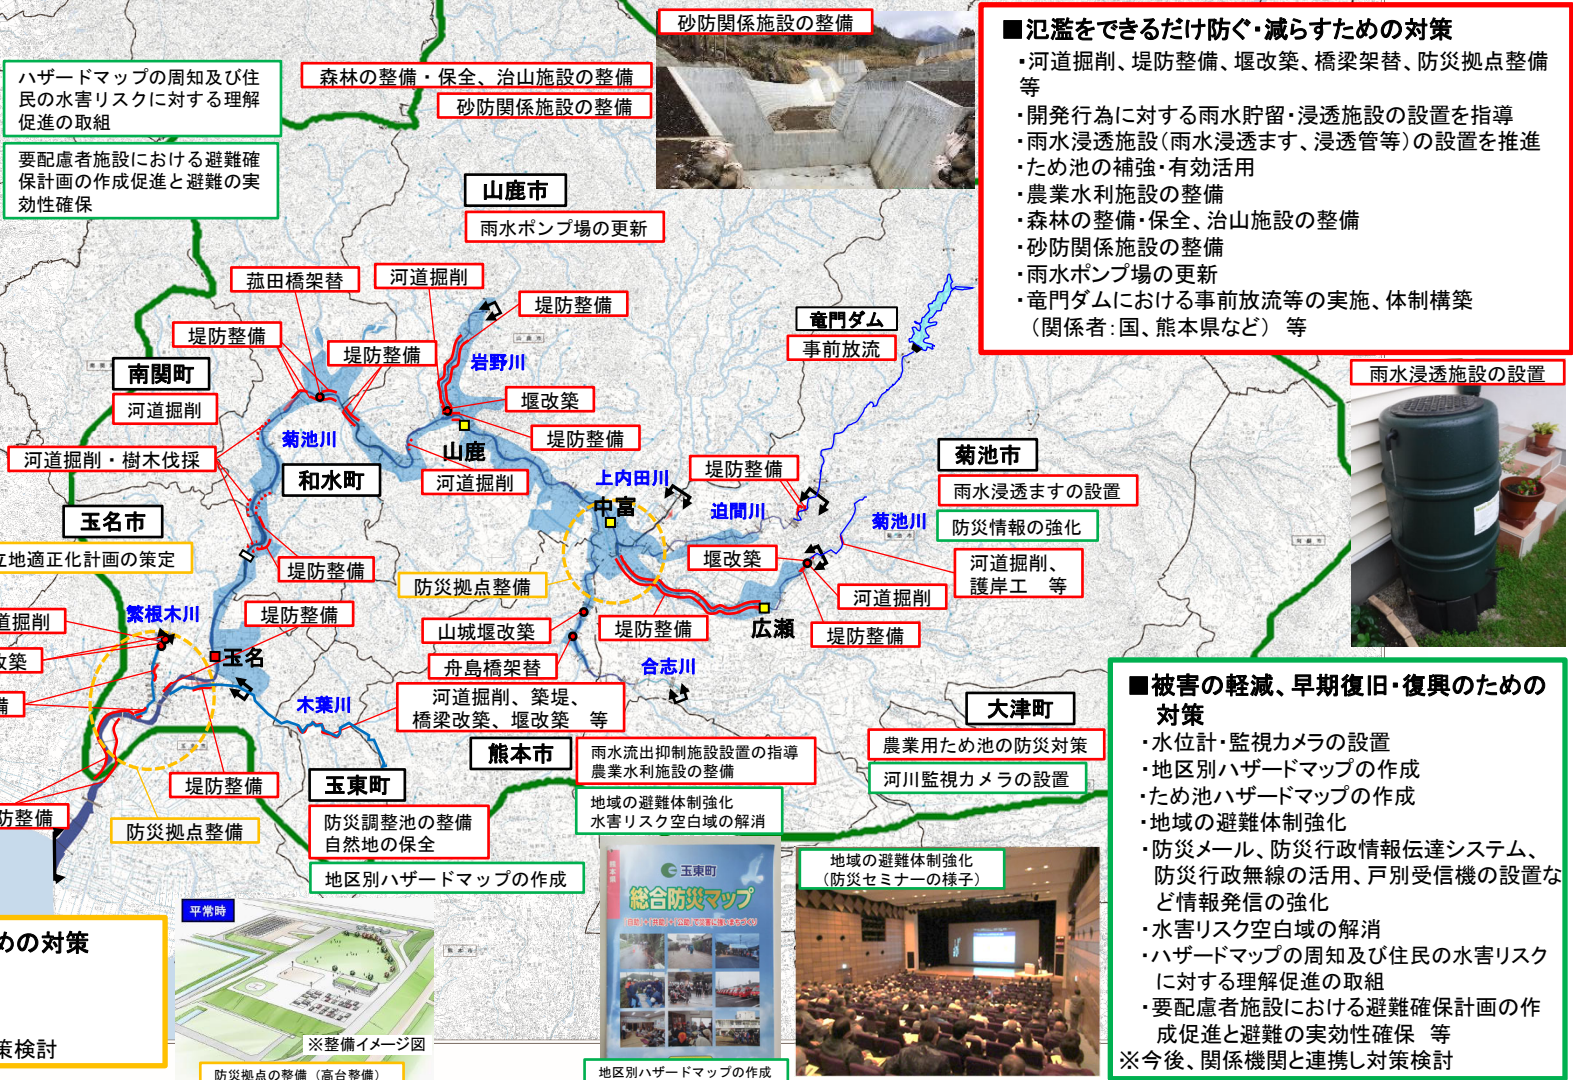 砂防関係施設の整備
■氾濫をできるだけ防ぐ・減らすための対策
・河道掘削、堤防整備、堰改築、橋梁架替、防災拠点整備
等
・開発行為に対する雨水貯留・浸透施設の設置を指導
・雨水浸透施設（雨水浸透ます、浸透管等）の設置を推進
・ため池の補強・有効活用
・農業水利施設の整備
・森林の整備・保全、治山施設の整備
・砂防関係施設の整備
・雨水ポンプ場の更新
・竜門ダムにおける事前放流等の実施、体制構築
（関係者：国、熊本県など） 等
ハザードマップの周知及び住
民の水害リスクに対する理解
促進の取組
森林の整備・保全、治山施設の整備
砂防関係施設の整備
要配慮者施設における避難確
保計画の作成促進と避難の実
効性確保
山鹿市
雨水ポンプ場の更新
菰田橋架替
河道掘削
堤防整備
堤防整備
堤防整備
岩野川
竜門ダム
事前放流
雨水浸透施設の設置
南関町
河道掘削
堰改築
堤防整備
菊池川
山鹿
河道掘削・樹木伐採
和水町
河道掘削
上内田川
堤防整備
菊池市
雨水浸透ますの設置
防災情報の強化
中富
迫間川
菊池川
玉名市
立地適正化計画の策定
堤防整備
防災拠点整備
堰改築
河道掘削、
護岸工 等
河道掘削
繁根木川
堤防整備
道掘削
山城堰改築
堤防整備
広瀬
堤防整備
改築
玉名
舟島橋架替
合志川
備
木葉川
河道掘削、築堤、
橋梁改築、堰改築 等
大津町
農業用ため池の防災対策
河川監視カメラの設置
熊本市
雨水流出抑制施設設置の指導
農業水利施設の整備
地域の避難体制強化
水害リスク空白域の解消
堤防整備
玉東町
防災調整池の整備
自然地の保全
地区別ハザードマップの作成
防整備
防災拠点整備
■被害の軽減、早期復旧・復興のための
対策
・水位計・監視カメラの設置
・地区別ハザードマップの作成
・ため池ハザードマップの作成
・地域の避難体制強化
・防災メール、防災行政情報伝達システム、
防災行政無線の活用、戸別受信機の設置な
ど情報発信の強化
・水害リスク空白域の解消
・ハザードマップの周知及び住民の水害リスク
に対する理解促進の取組
・要配慮者施設における避難確保計画の作
成促進と避難の実効性確保 等
※今後、関係機関と連携し対策検討
めの対策
策検討
平常時
※整備イメージ図
防災拠点の整備（高台整備）
熊本県
玉東町
総合防災マップ
地区別ハザードマップの作成
地域の避難体制強化
（防災セミナーの様子）